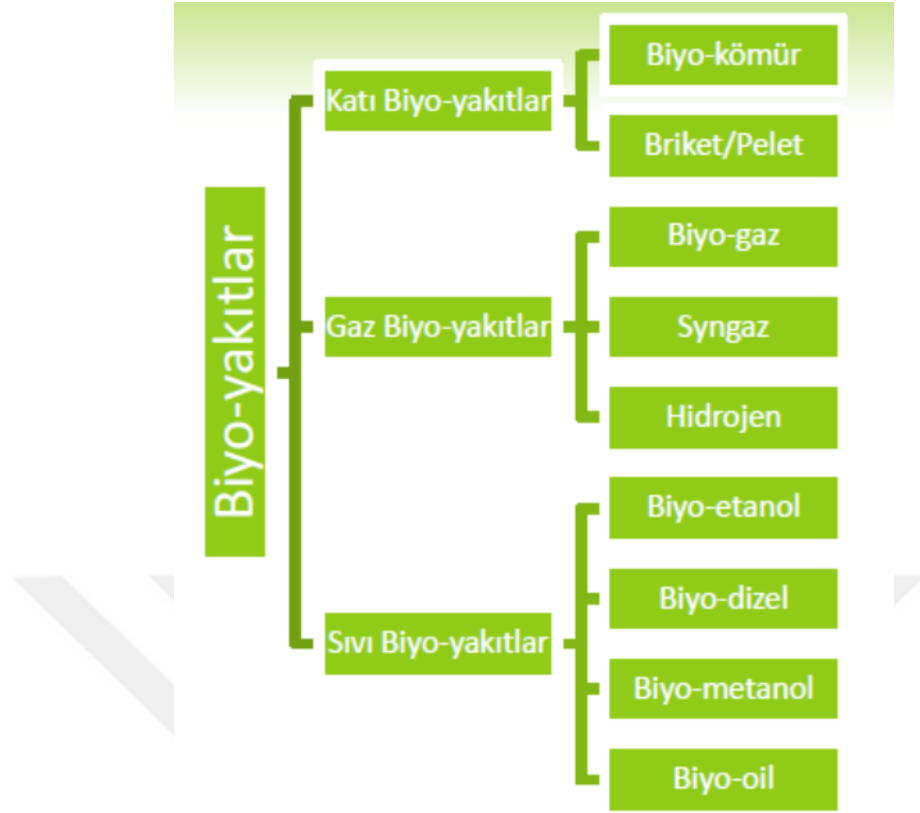 Biyo-yakıtlar
Katı Biyo-yakıtlar
Biyo-kömür
Briket/Pelet
Gaz Biyo-yakıtlar
Biyo-gaz
Syngaz
Hidrojen
Sıvı Biyo-yakıtlar
Biyo-etanol
Biyo-dizel
Biyo-metanol
Biyo-oil